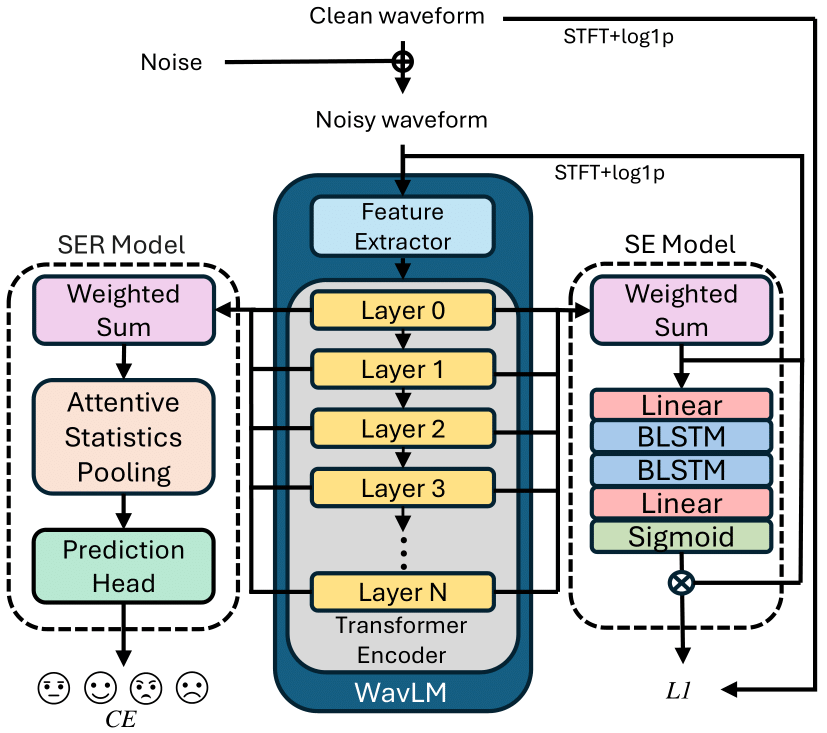 Clean waveform
STFT+log1p
Noise
Noisy waveform
STFT+log1p
SER Model
Weighted
Sum
Attentive
Statistics
Pooling
Prediction
Head
CE
Feature
Extractor
Layer 0
Layer 1
Layer 2
Layer 3
Layer N
Transformer
Encoder
WavLM
SE Model
Weighted
Sum
Linear
BLSTM
BLSTM
Linear
Sigmoid
L1